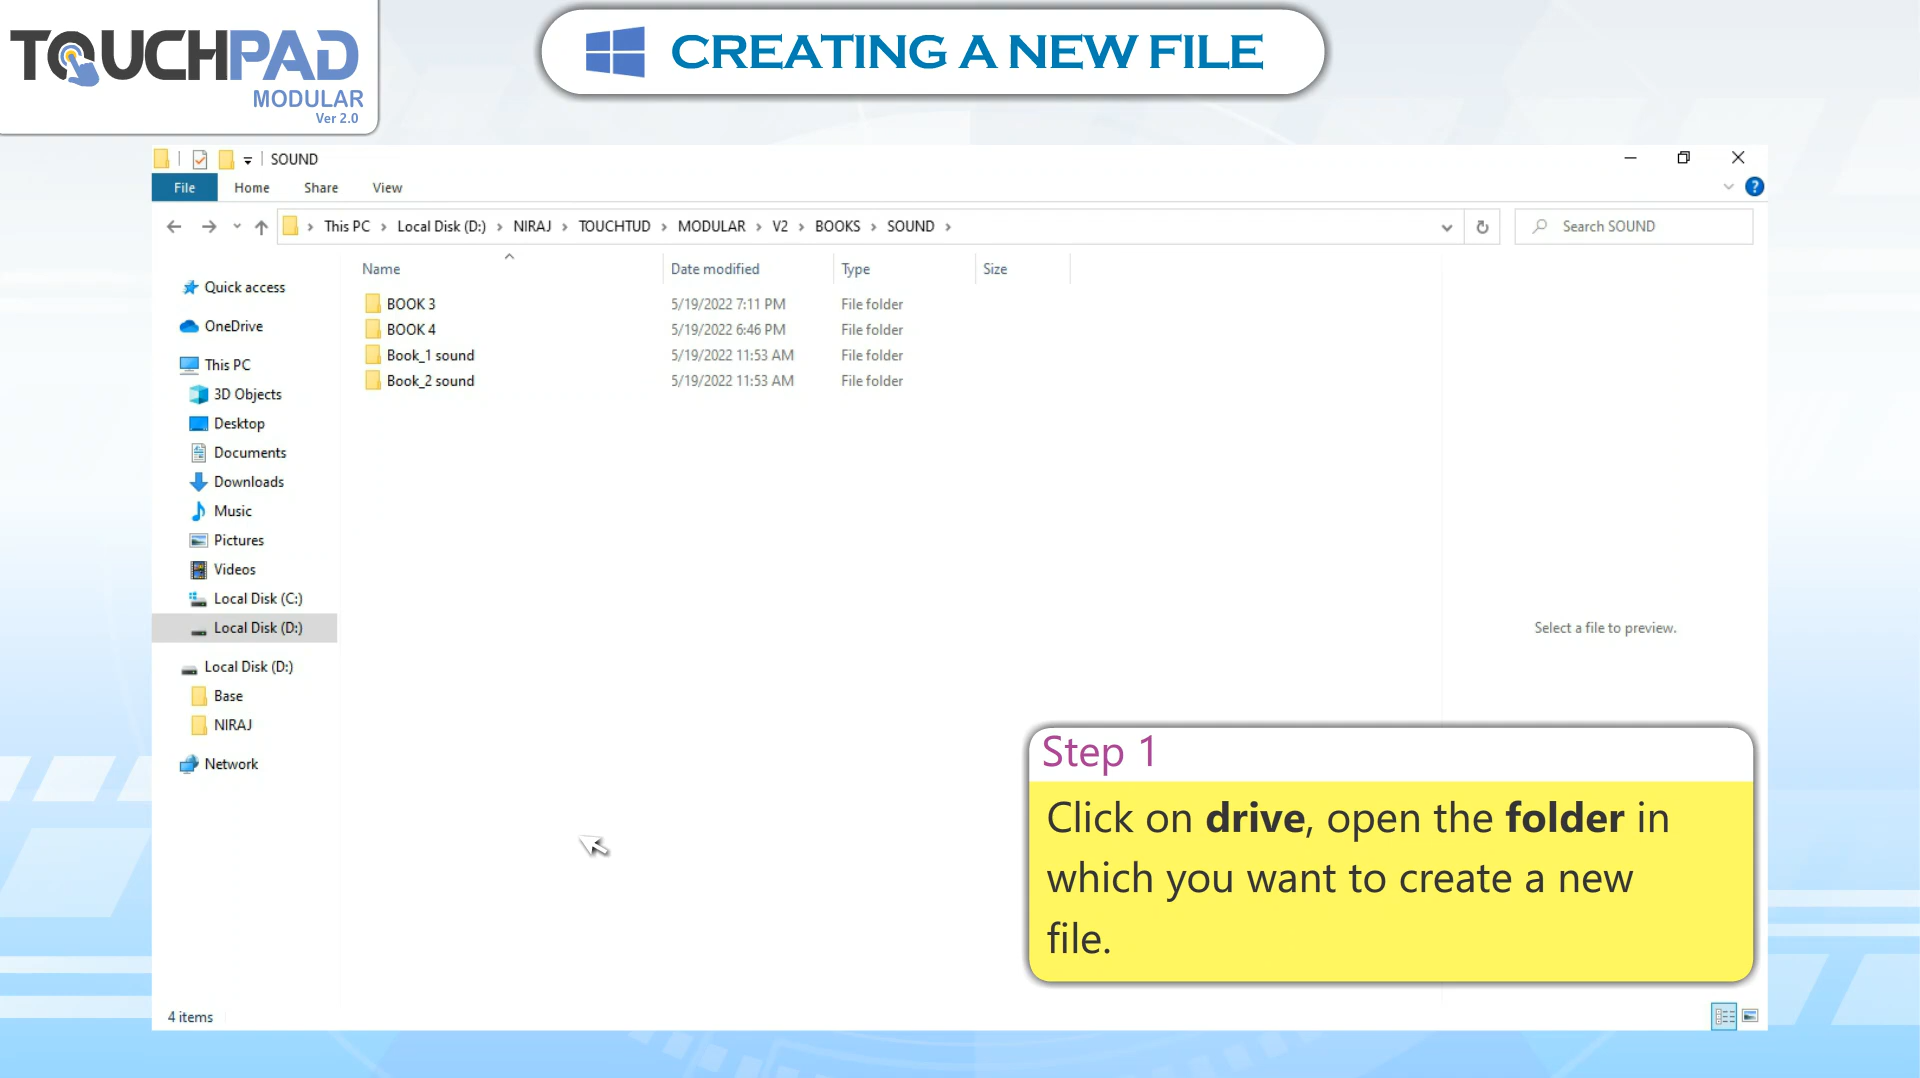 TOUCHPAD
MODULAR
Ver 2.0
CREATING A NEW FILE
SOUND
File Home Share View
This PC Local Disk (D:) NIRAJ TOUCHTUD MODULAR V2 BOOKS SOUND
Search SOUND
Name Date modified Type Size
BOOK 3 5/19/2022 7:11 PM File folder
BOOK 4 5/19/2022 6:46 PM File folder
Book_1 sound 5/19/2022 11:53 AM File folder
Book_2 sound 5/19/2022 11:53 AM File folder
Quick access
OneDrive
This PC
3D Objects
Desktop
Documents
Downloads
Music
Pictures
Videos
Local Disk (C:)
Local Disk (D:)
Local Disk (D:)
Base
NIRAJ
Network
Select a file to preview.
Step 1
Click on drive, open the folder in
which you want to create a new
file.
4 items